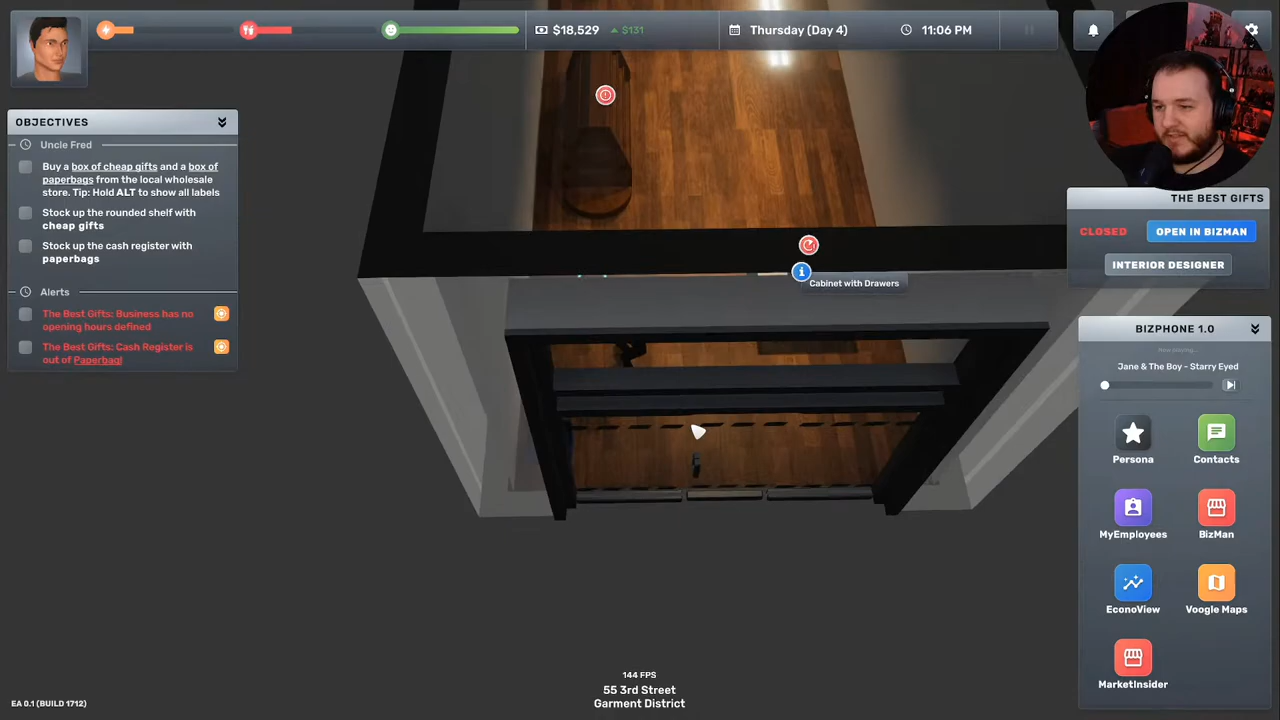 $18,529 $131 Thursday (Day 4) 11:06 PM
OBJECTIVES
Uncle Fred
Buy a box of cheap gifts and a box of
paperbags from the local wholesale
store. Tip: Hold ALT to show all labels
Stock up the rounded shelf with
cheap gifts
Stock up the cash register with
paperbags
Alerts
The Best Gifts: Business has no
opening hours defined
The Best Gifts: Cash Register is
out of Paperbag!
Cabinet with Drawers
THE BEST GIFTS
CLOSED OPEN IN BIZMAN
INTERIOR DESIGNER
BIZPHONE 1.0
Now playing...
Jane & The Boy - Starry Eyed
Persona Contacts
MyEmployees BizMan
EconoView Voogle Maps
MarketInsider
144 FPS
55 3rd Street
Garment District
EA 0.1 (BUILD 1712)